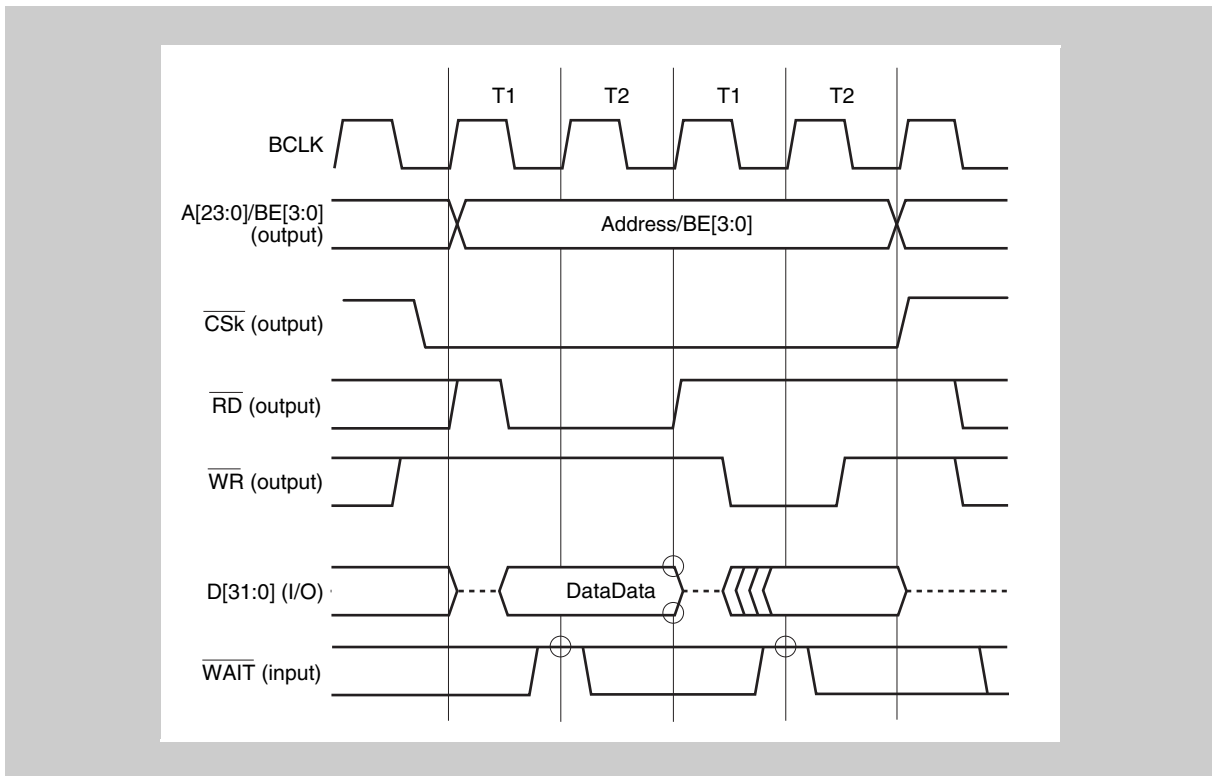 T1 T2 T1 T2
BCLK
A[23:0]/BE[3:0]
(output)
Address/BE[3:0]
CSk (output)
RD (output)
WR (output)
D[31:0] (I/O)
DataData
WAIT (input)